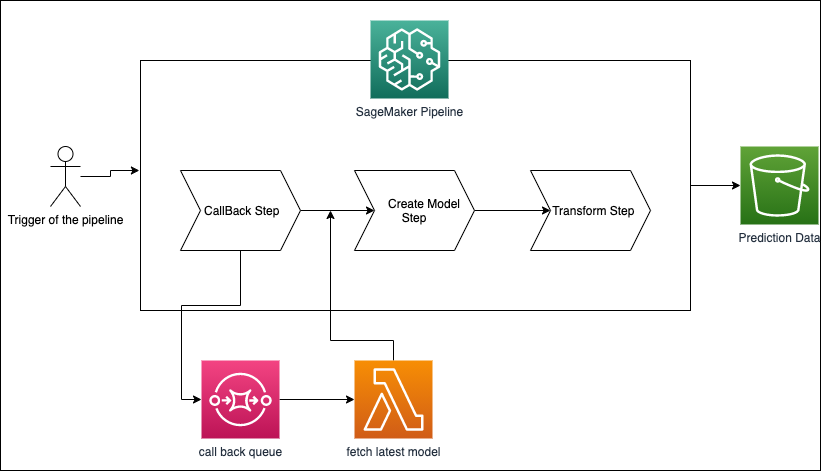 SageMaker Pipeline
Trigger of the pipeline
CallBack Step
Create Model
Step
Transform Step
Prediction Data
call back queue
fetch latest model